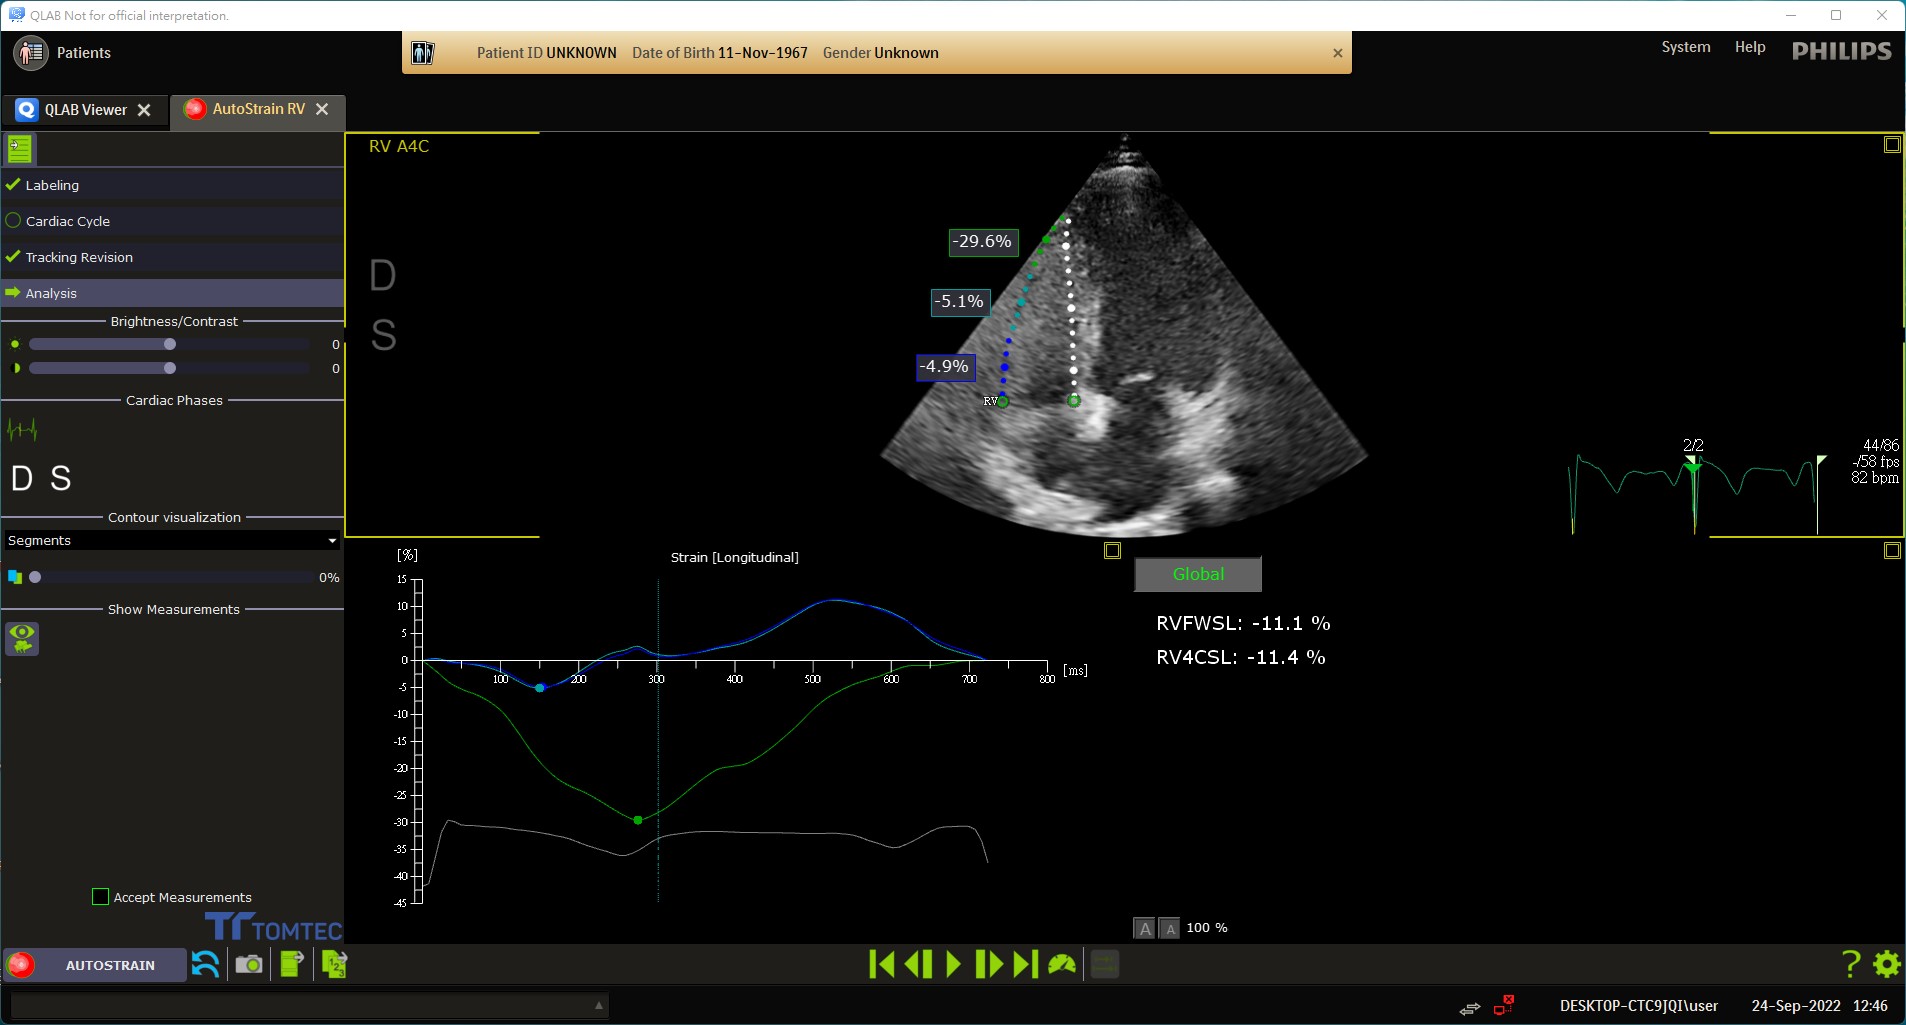 QLAB Not for official interpretation.
Patients
Patient ID UNKNOWN Date of Birth 11-Nov-1967 Gender Unknown
System Help PHILIPS
QLAB Viewer
AutoStrain RV
Labeling
Cardiac Cycle
Tracking Revision
Analysis
Brightness/Contrast
0
0
Cardiac Phases
D S
Contour visualization
Segments
0%
Show Measurements
Accept Measurements
TOMTEC
AUTOSTRAIN
RV A4C
D
S
-29.6%
-5.1%
-4.9%
RV
2/2
44/86
-/58 fps
82 bpm
[%]
Strain [Longitudinal]
15
10
5
0
-5
-10
-15
-20
-25
-30
-35
-40
-45
100 200 300 400 500 600 700 800 [ms]
Global
RVFWSL: -11.1 %
RV4CSL: -11.4 %
A A 100 %
1 2 3
?
DESKTOP-CTC9JQI\user 24-Sep-2022 12:46